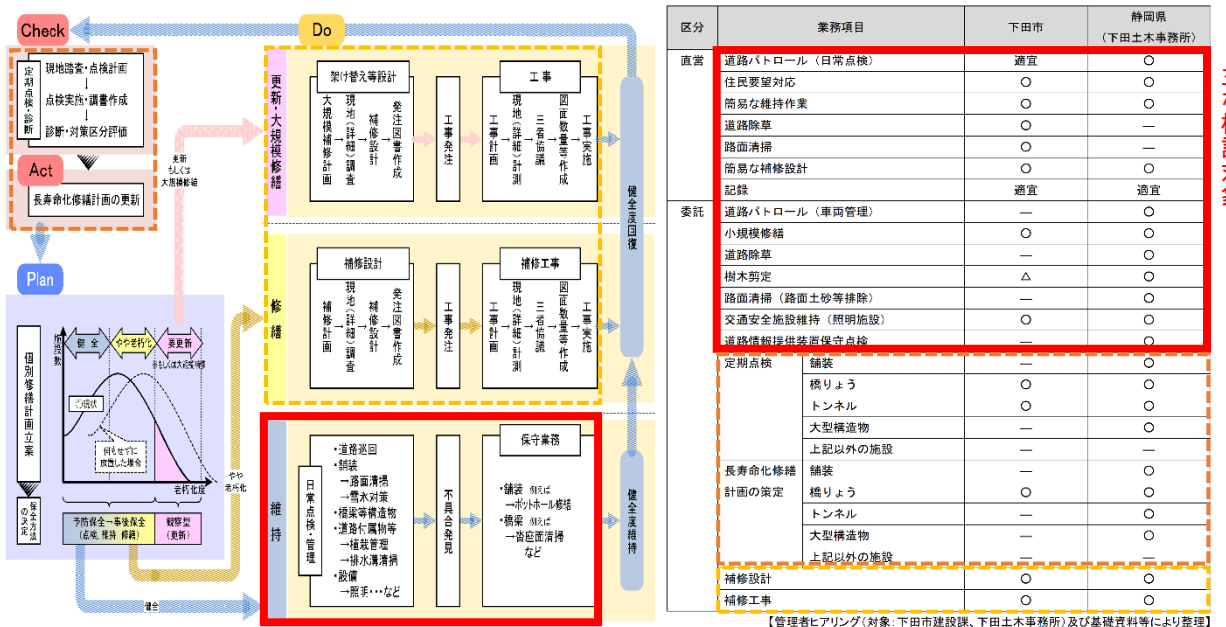 Check
定期点検・診断
現地踏査・点検計画
↓
点検実施・調書作成
↓
診断・対策区分評価
Act
長寿命化修繕計画の更新
Plan
個別修繕計画立案
保全方法の決定
施設数
健全
やや老朽化
要更新
①現状
何もせずに
放置した場合
老朽化度
予防保全→事後保全
(点検、維持 修繕)
観察型
(更新)
更新
もしくは
大規模修繕
やや
老朽化
健全
Do
更新・大規模修繕
架け替え等設計
大規模補修計画
→現地(詳細)調査
→補修設計
→発注図書作成
工事発注
工事
工事計画
→現地(詳細)計測
→三者協議
→図面数量等作成
→工事実施
健全度回復
修繕
補修設計
補修計画
→現地(詳細)調査
→補修設計
→発注図書作成
工事発注
補修工事
工事計画
→現地(詳細)計測
→三者協議
→図面数量等作成
→工事実施
維持
日常点検・管理
・道路巡回
・舗装
→路面清掃
→雪氷対策
・橋梁等構造物
・道路付属物等
→植栽管理
→排水溝清掃
・設備
→照明・・・など
不具合発見
保守業務
・舗装 例えば
→ポットホール修繕
・橋梁 例えば
→沓座面清掃
など
健全度維持
区分 業務項目 下田市 静岡県
(下田土木事務所)
直営 道路パトロール(日常点検) 適宜 ○
住民要望対応 ○ ○
簡易な維持作業 ○ ○
道路除草 ○ ―
路面清掃 ○ ―
簡易な補修設計 ○ ○
記録 適宜 適宜
委託 道路パトロール(車両管理) ― ○
小規模修繕 ○ ○
道路除草 ― ○
樹木剪定 △ ○
路面清掃(路面土砂等排除) ― ○
交通安全施設維持(照明施設) ○ ○
道路情報提供装置保守点検 ― ○
定期点検 舗装 ― ○
橋りょう ○ ○
トンネル ○ ○
大型構造物 ― ○
上記以外の施設 ― ―
長寿命化修繕 舗装 ― ○
計画の策定 橋りょう ○ ○
トンネル ― ○
大型構造物 ― ○
上記以外の施設 ― ―
補修設計 ○ ○
補修工事 ○ ○
【管理者ヒアリング(対象:下田市建設課、下田土木事務所)及び基礎資料等により整理】